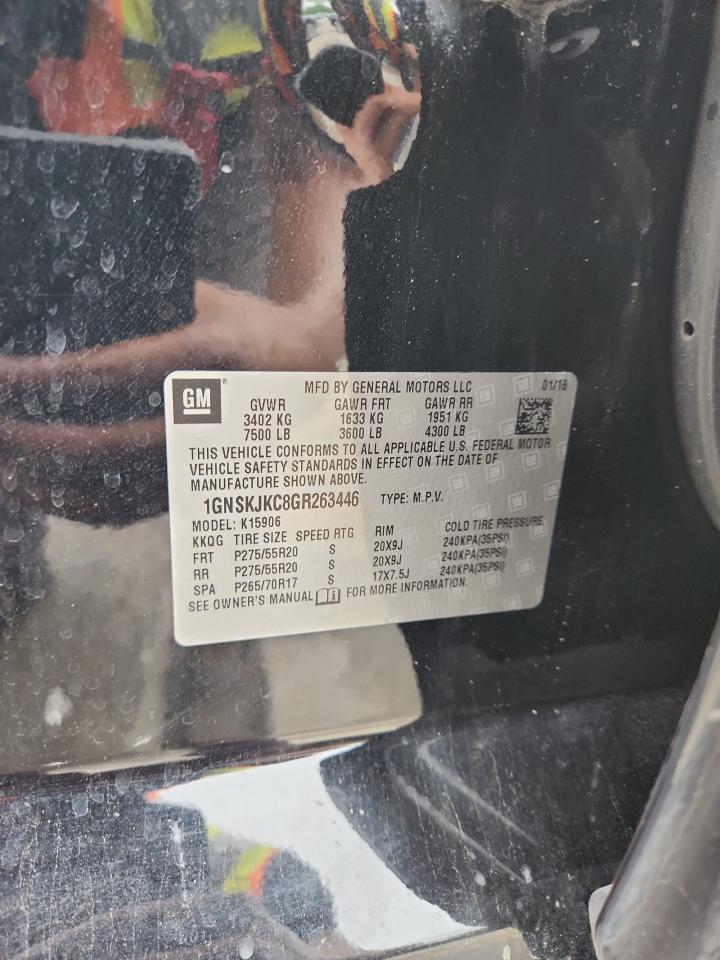 GM ®
MFD BY GENERAL MOTORS LLC 01/16
GVWR GAWR FRT GAWR RR
3402 KG 1633 KG 1951 KG
7500 LB 3600 LB 4300 LB
THIS VEHICLE CONFORMS TO ALL APPLICABLE U.S. FEDERAL MOTOR
VEHICLE SAFETY STANDARDS IN EFFECT ON THE DATE OF
MANUFACTURE SHOWN ABOVE.
1GNSKJKC8GR263446 TYPE: M.P.V.
MODEL: K15906
KKQG TIRE SIZE SPEED RTG RIM COLD TIRE PRESSURE
FRT P275/55R20 S 20X9J 240KPA(35PSI)
RR P275/55R20 S 20X9J 240KPA(35PSI)
SPA P265/70R17 S 17X7.5J 240KPA(35PSI)
SEE OWNER'S MANUAL FOR MORE INFORMATION.